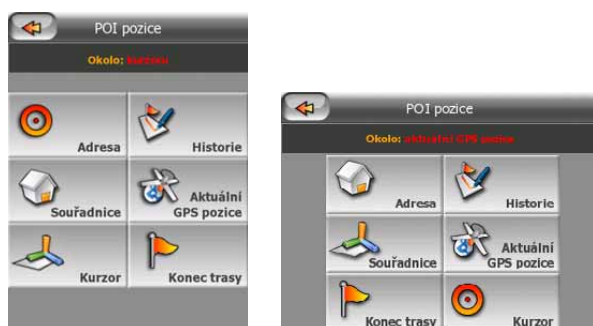 POI pozice
Okolo: kurzoru
Adresa
Historie
Souřadnice
Aktuální
GPS pozice
Kurzor
Konec trasy
POI pozice
Okolo: aktuální GPS pozice
Adresa
Historie
Souřadnice
Aktuální
GPS pozice
Konec trasy
Kurzor